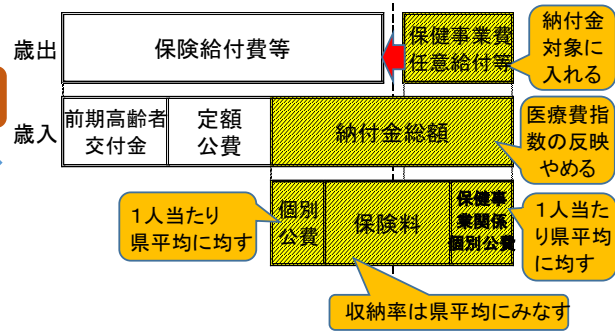 歳出
保険給付費等
保健事業費
任意給付等
納付金
対象に
入れる
歳入
前期高齢者
交付金
定額
公費
納付金総額
医療費指
数の反映
やめる
1人当たり
県平均に均す
個別
公費
保険料
保健事
業関係
個別公費
1人当た
り県平均
に均す
収納率は県平均にみなす